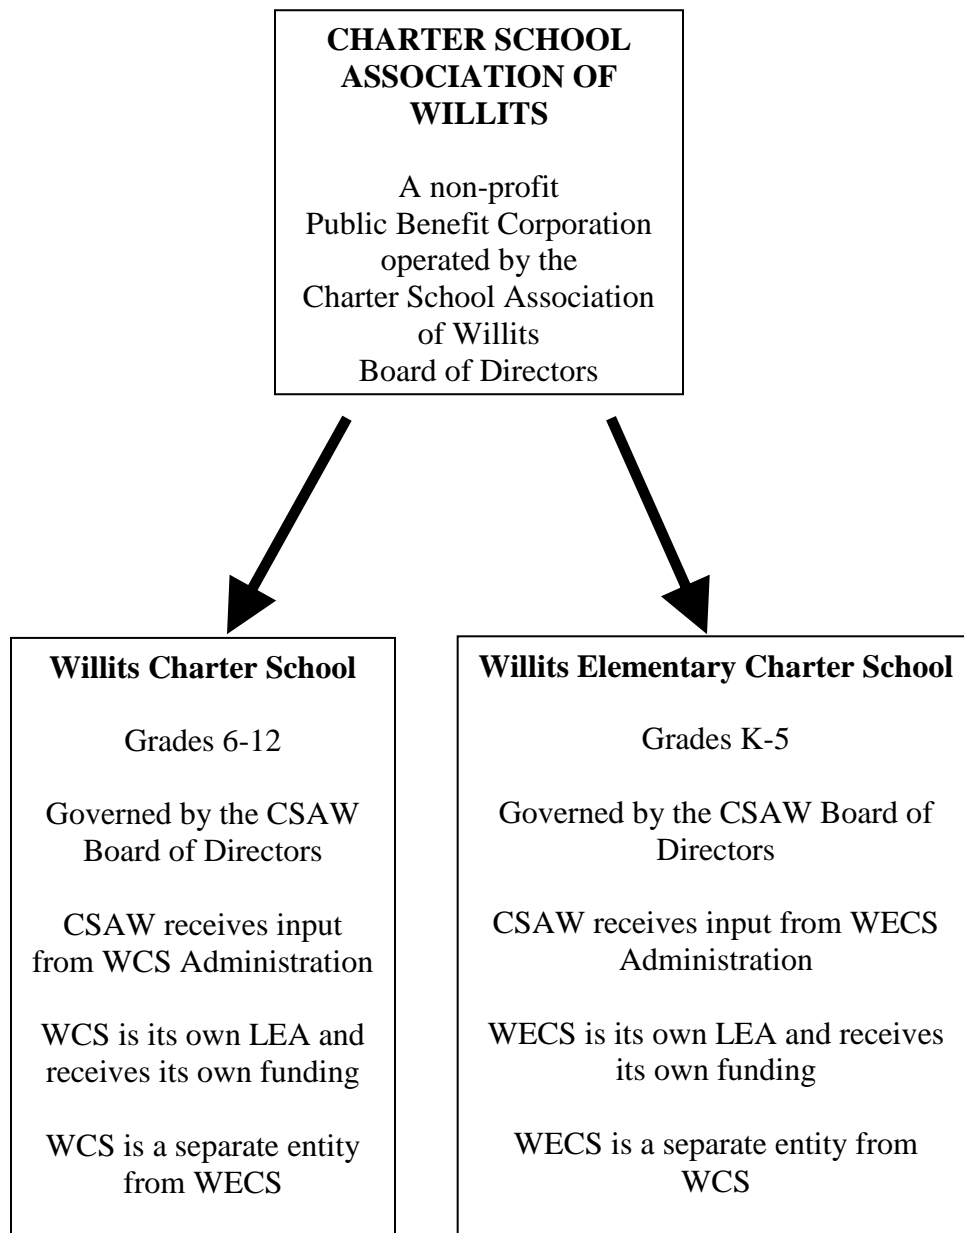 CHARTER SCHOOL
ASSOCIATION OF
WILLITS
A non-profit
Public Benefit Corporation
operated by the
Charter School Association
of Willits
Board of Directors
Willits Charter School
Grades 6-12
Governed by the CSAW
Board of Directors
CSAW receives input
from WCS Administration
WCS is its own LEA and
receives its own funding
WCS is a separate entity
from WECS
Willits Elementary Charter School
Grades K-5
Governed by the CSAW Board of
Directors
CSAW receives input from WECS
Administration
WECS is its own LEA and receives
its own funding
WECS is a separate entity from
WCS